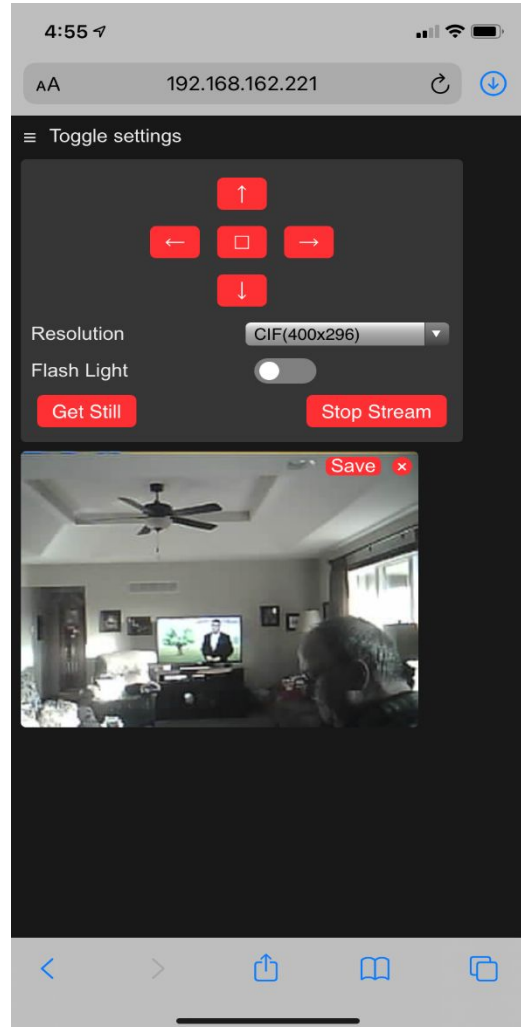 4:55
AA 192.168.162.221
≡ Toggle settings
↑
← □ →
↓
Resolution CIF(400x296)
Flash Light
Get Still Stop Stream
Save ×